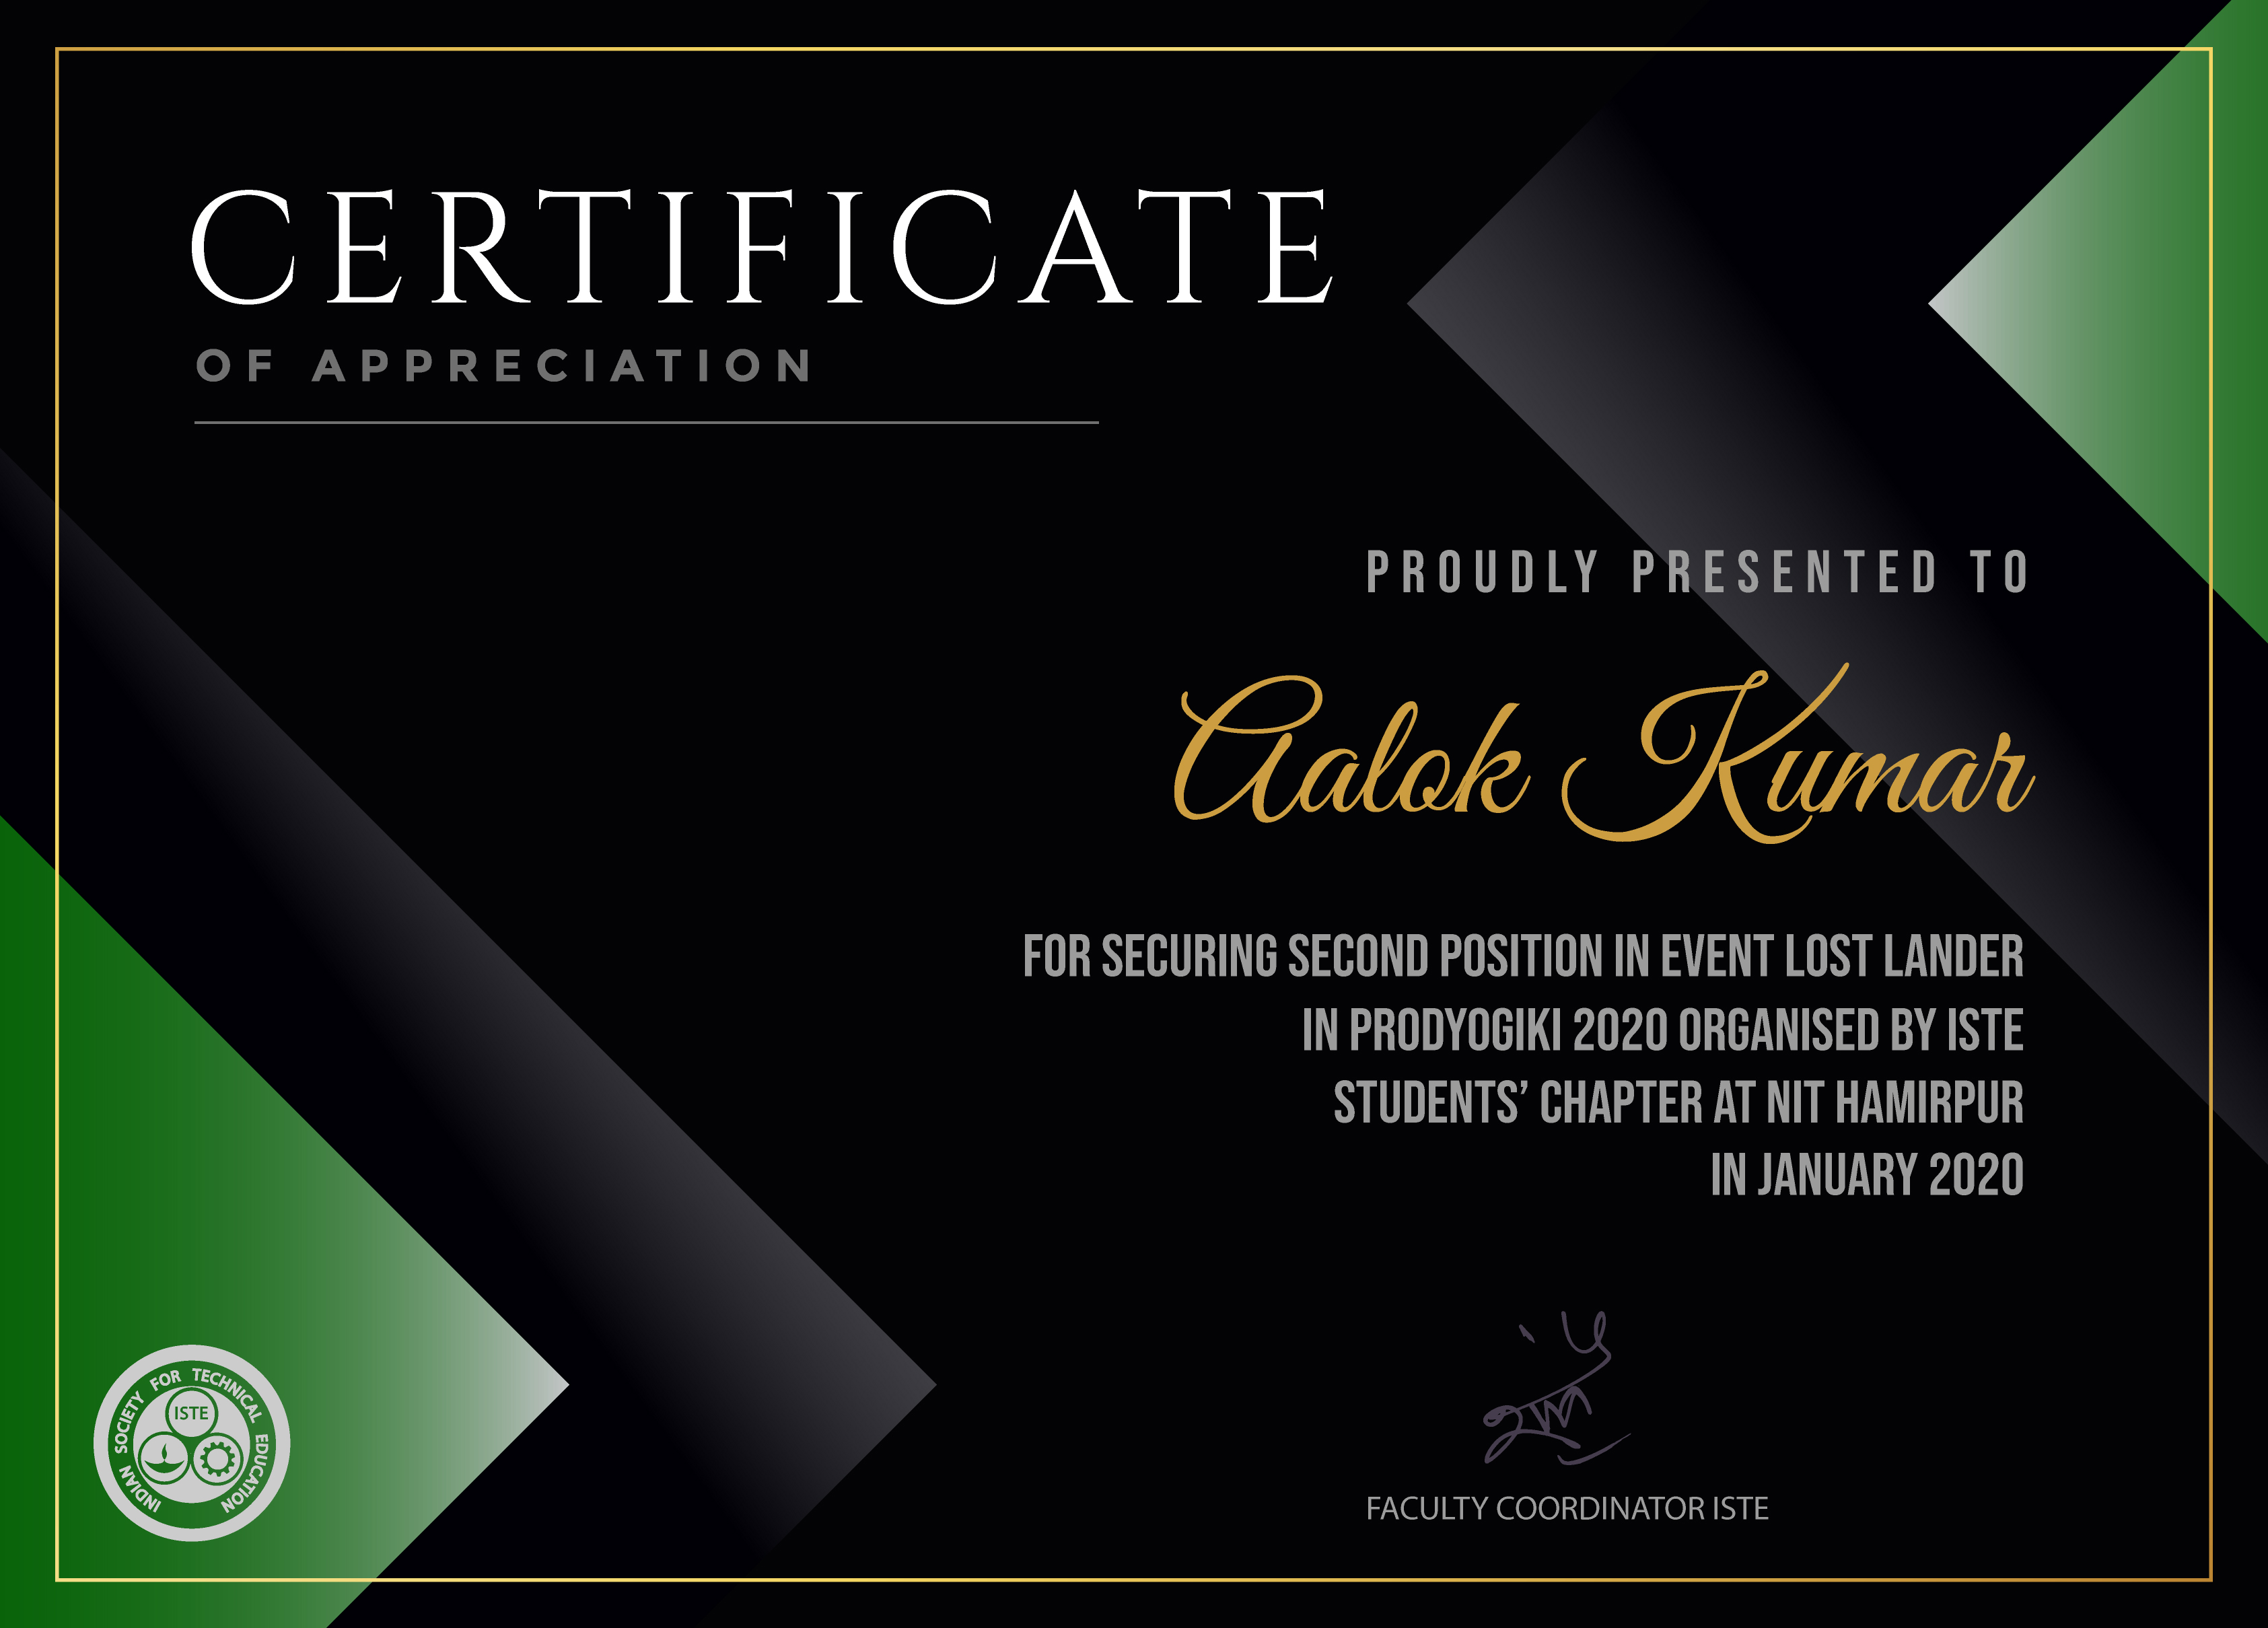 CERTIFICATE
OF APPRECIATION
PROUDLY PRESENTED TO
Aalok Kumar
FOR SECURING SECOND POSITION IN EVENT LOST LANDER
IN PRODYOGIKI 2020 ORGANISED BY ISTE
STUDENTS’ CHAPTER AT NIT HAMIRPUR
IN JANUARY 2020
INDIAN SOCIETY FOR TECHNICAL EDUCATION
ISTE
FACULTY COORDINATOR ISTE